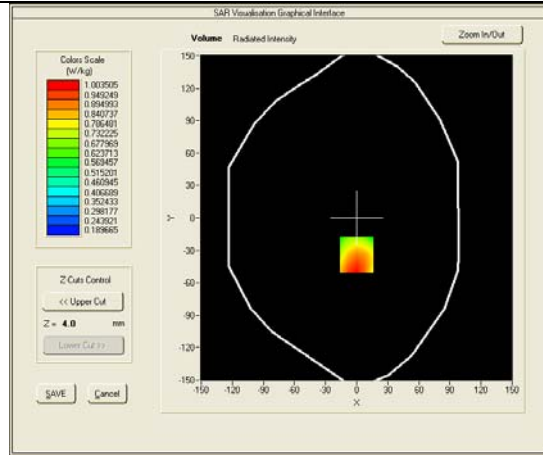 SAR Visualisation Graphical Interface
Volume Radiated Intensity
Zoom In/Out
Colors Scale
(W/kg)
1.003505
0.949249
0.894993
0.840737
0.786481
0.732225
0.677969
0.623713
0.569457
0.515201
0.460945
0.406689
0.352433
0.298177
0.243921
0.189665
Z-Cuts Control
<< Upper Cut
Z = 4.0 mm
Lower Cut >>
SAVE
Cancel
150
120
90
60
30
0
-30
-60
-90
-120
-150
Y
-150 -120 -90 -60 -30 0 30 60 90 120 150
X